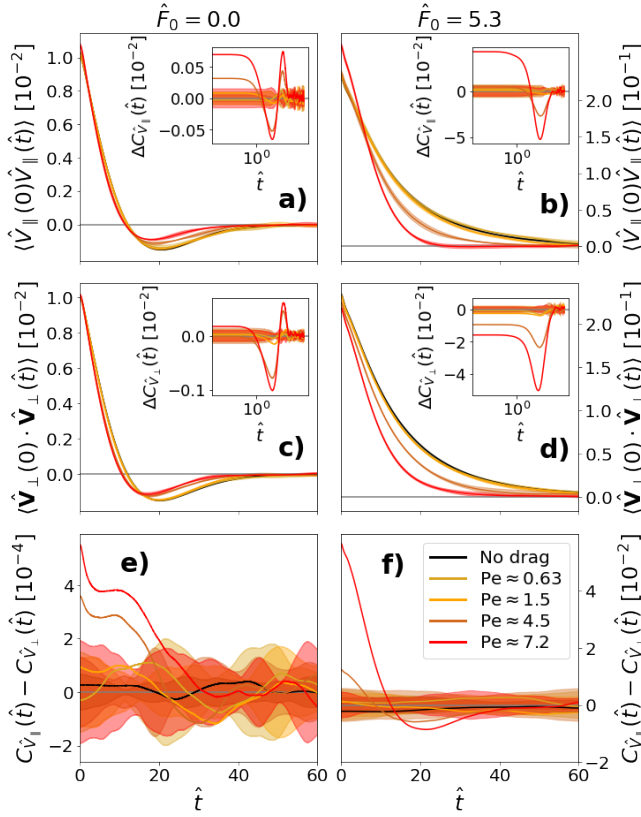 F̂₀ = 0.0
F̂₀ = 5.3
⟨V̂∥(0)V̂∥(t̂)⟩ [10⁻²]
1.0
0.8
0.6
0.4
0.2
0.0
ΔC_V̂∥(t̂) [10⁻²]
0.05
0.00
−0.05
10⁰
t̂
a)
ΔC_V̂∥(t̂) [10⁻²]
0
−5
10⁰
t̂
b)
2.0
1.5
1.0
0.5
0.0
⟨V̂∥(0)V̂∥(t̂)⟩ [10⁻¹]
⟨V̂⊥(0) · V̂⊥(t̂)⟩ [10⁻²]
1.0
0.8
0.6
0.4
0.2
0.0
ΔC_V̂⊥(t̂) [10⁻²]
0.0
−0.1
10⁰
t̂
c)
ΔC_V̂⊥(t̂) [10⁻²]
0
−2
−4
10⁰
t̂
d)
2.0
1.5
1.0
0.5
0.0
⟨V̂⊥(0) · V̂⊥(t̂)⟩ [10⁻¹]
C_V̂∥(t̂) − C_V̂⊥(t̂) [10⁻⁴]
4
2
0
−2
e)
0
20
40
60
t̂
f)
No drag
Pe ≈ 0.63
Pe ≈ 1.5
Pe ≈ 4.5
Pe ≈ 7.2
4
2
0
−2
0
20
40
60
t̂
C_V̂∥(t̂) − C_V̂⊥(t̂) [10⁻²]